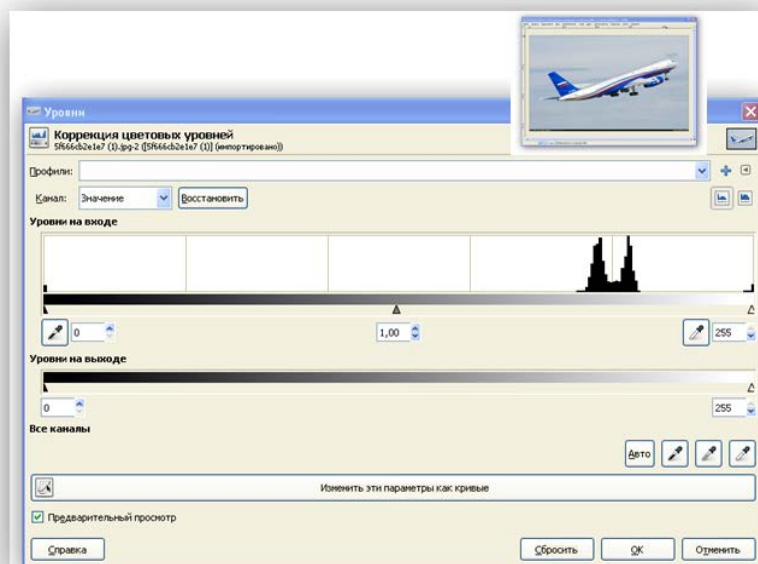 Уровни
Коррекция цветовых уровней
5f666cb2e1e7 (1).jpg-2 ([5f666cb2e1e7 (1)] (импортировано))
Профили:
Канал: Значение Восстановить
Уровни на входе
0 1,00 255
Уровни на выходе
0 255
Все каналы
Авто
Изменить эти параметры как кривые
Предварительный просмотр
Справка Сбросить OK Отменить